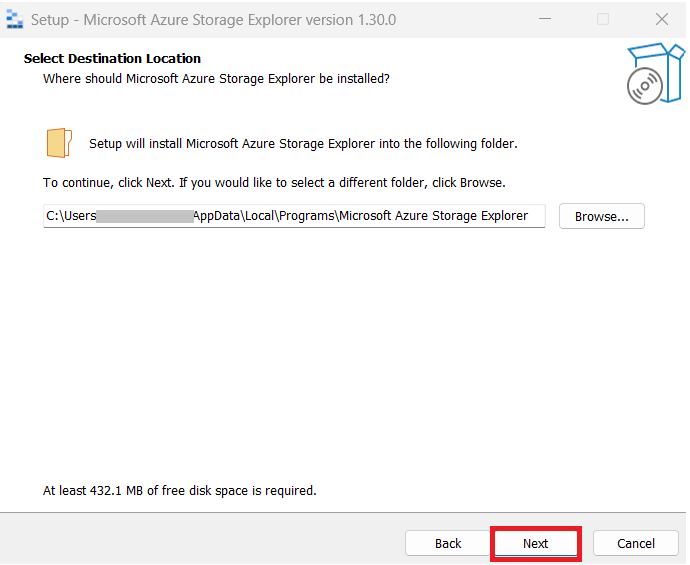 Setup - Microsoft Azure Storage Explorer version 1.30.0
Select Destination Location
Where should Microsoft Azure Storage Explorer be installed?
Setup will install Microsoft Azure Storage Explorer into the following folder.
To continue, click Next. If you would like to select a different folder, click Browse.
C:\Users AppData\Local\Programs\Microsoft Azure Storage Explorer Browse...
At least 432.1 MB of free disk space is required.
Back Next Cancel